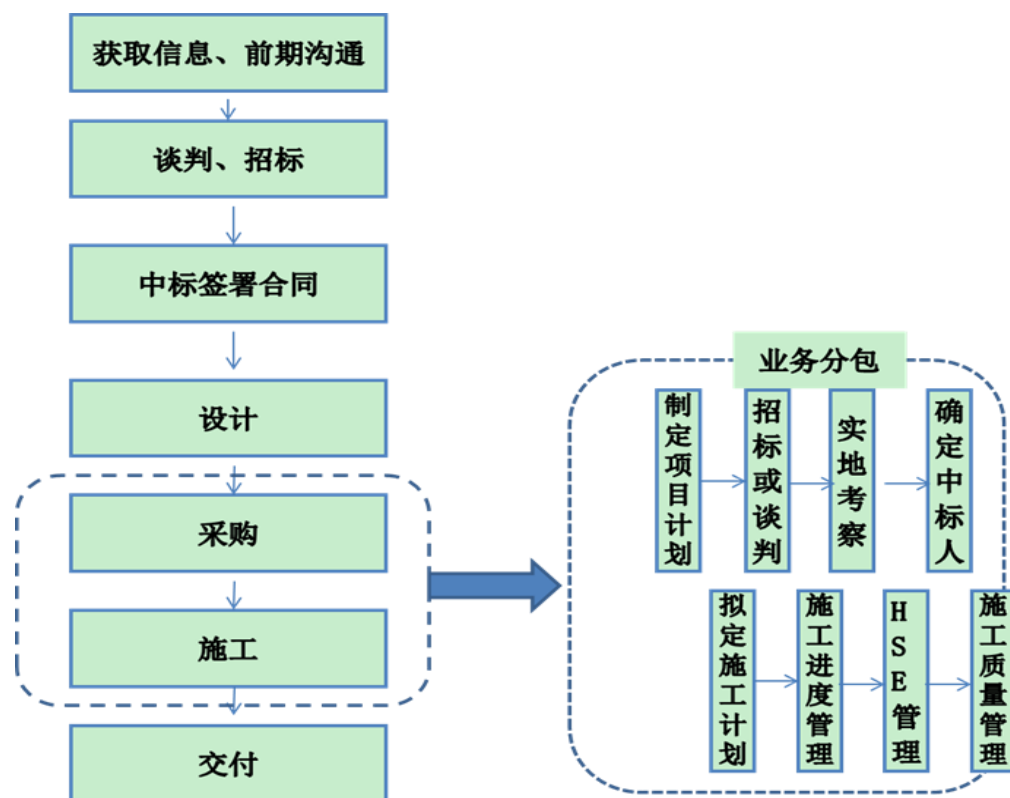 获取信息、前期沟通
谈判、招标
中标签署合同
设计
采购
施工
交付
业务分包
制定项目计划
招标或谈判
实地考察
确定中标人
拟定施工计划
施工进度管理
HSE管理
施工质量管理